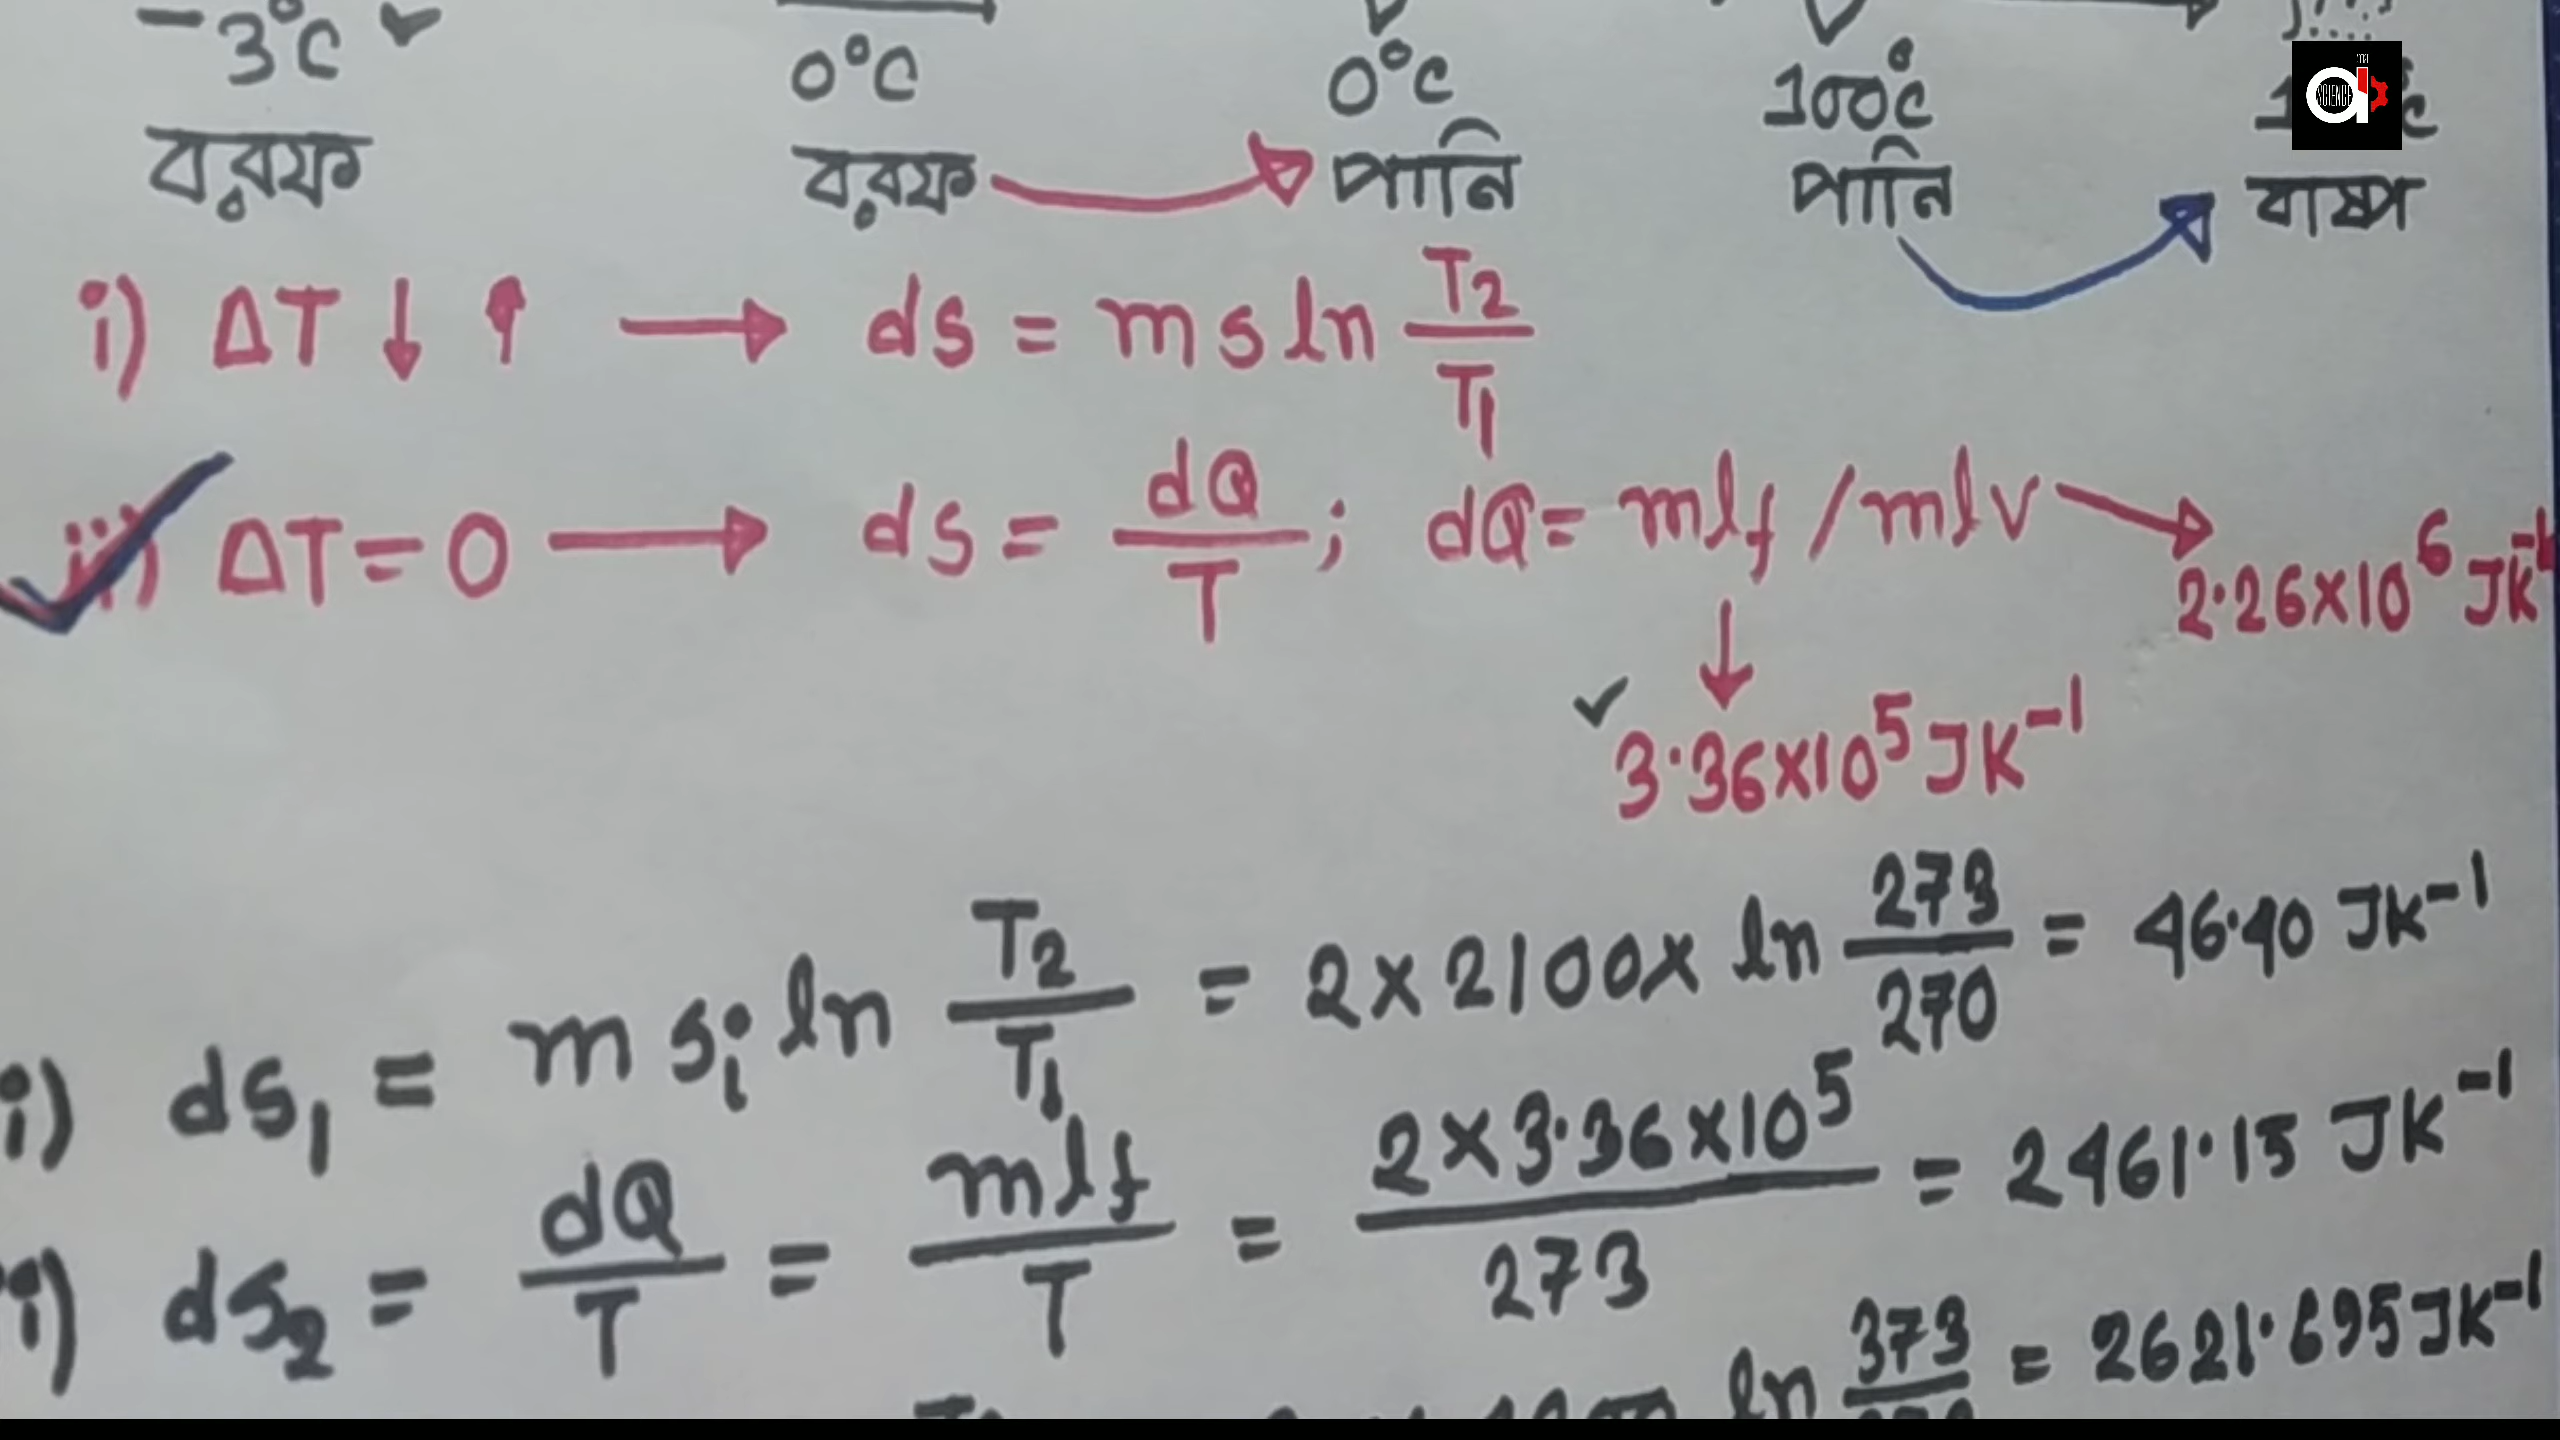 -3°C ✓ 0°C 0°C 100°C
বরফ বরফ পানি পানি বাষ্প
i) ΔT ↓ ↑ → ds = m s ln T2/T1
ii) ΔT = 0 → ds = dQ/T ; dQ = mlf / mlv → 2.26×10^6 JK^-1
↓
✓ 3.36×10^5 JK^-1
i) ds1 = m si ln T2/T1 = 2×2100× ln 273/270 = 46.40 JK^-1
ii) ds2 = dQ/T = mlf/T = 2×3.36×10^5/273 = 2461.15 JK^-1
ln 373 = 2621.695 JK^-1
SCIENCE